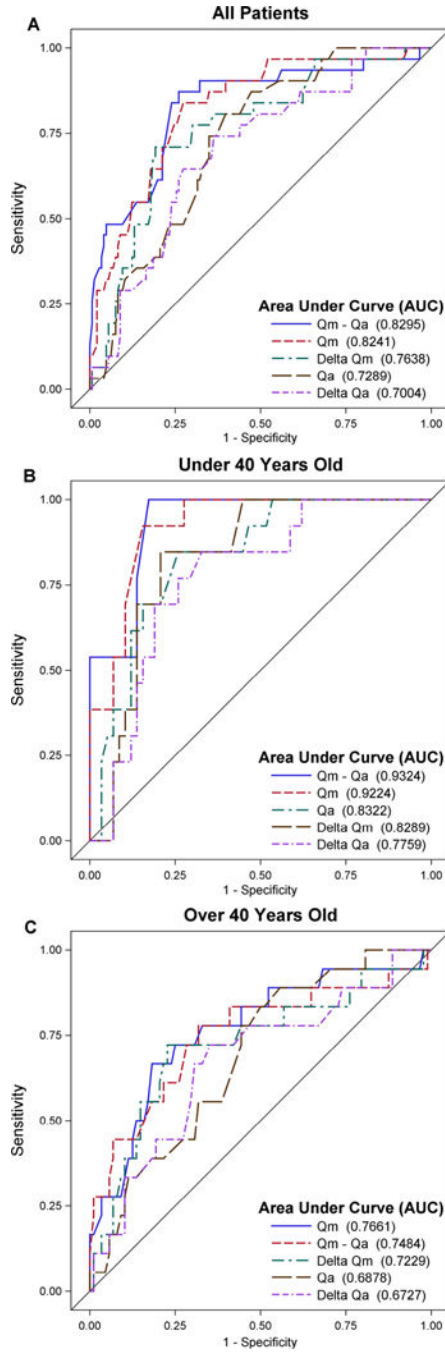 A
All Patients
1.00
0.75
0.50
0.25
0.00
Sensitivity
Area Under Curve (AUC)
Qm - Qa (0.8295)
Qm (0.8241)
Delta Qm (0.7638)
Qa (0.7289)
Delta Qa (0.7004)
0.00 0.25 0.50 0.75 1.00
1 - Specificity
B
Under 40 Years Old
1.00
0.75
0.50
0.25
0.00
Sensitivity
Area Under Curve (AUC)
Qm - Qa (0.9324)
Qm (0.9224)
Qa (0.8322)
Delta Qm (0.8289)
Delta Qa (0.7759)
0.00 0.25 0.50 0.75 1.00
1 - Specificity
C
Over 40 Years Old
1.00
0.75
0.50
0.25
0.00
Sensitivity
Area Under Curve (AUC)
Qm (0.7661)
Qm - Qa (0.7484)
Delta Qm (0.7229)
Qa (0.6878)
Delta Qa (0.6727)
0.00 0.25 0.50 0.75 1.00
1 - Specificity